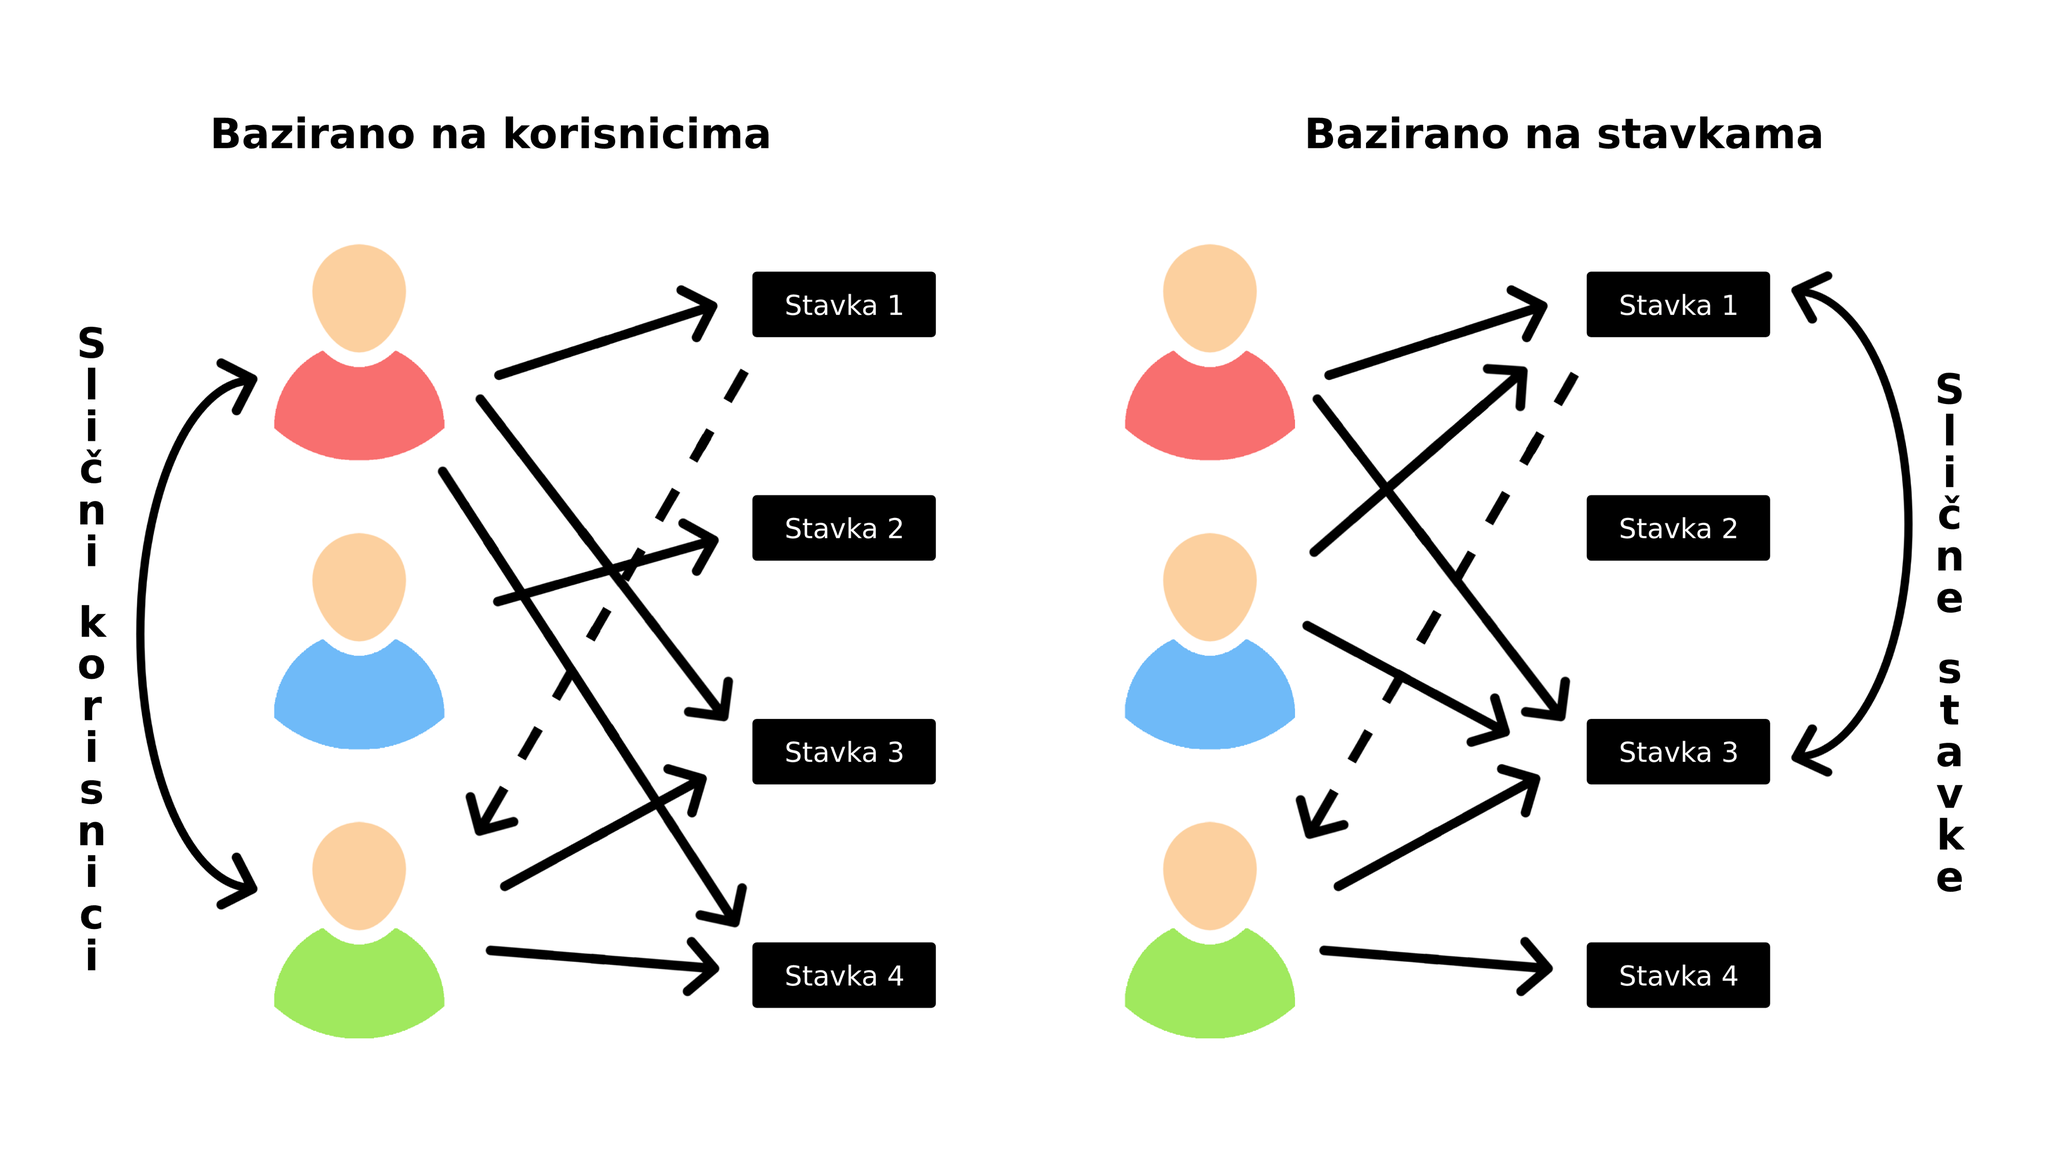 Bazirano na korisnicima
Slični korisnici
Stavka 1
Stavka 2
Stavka 3
Stavka 4
Bazirano na stavkama
Stavka 1
Stavka 2
Stavka 3
Stavka 4
Slične stavke